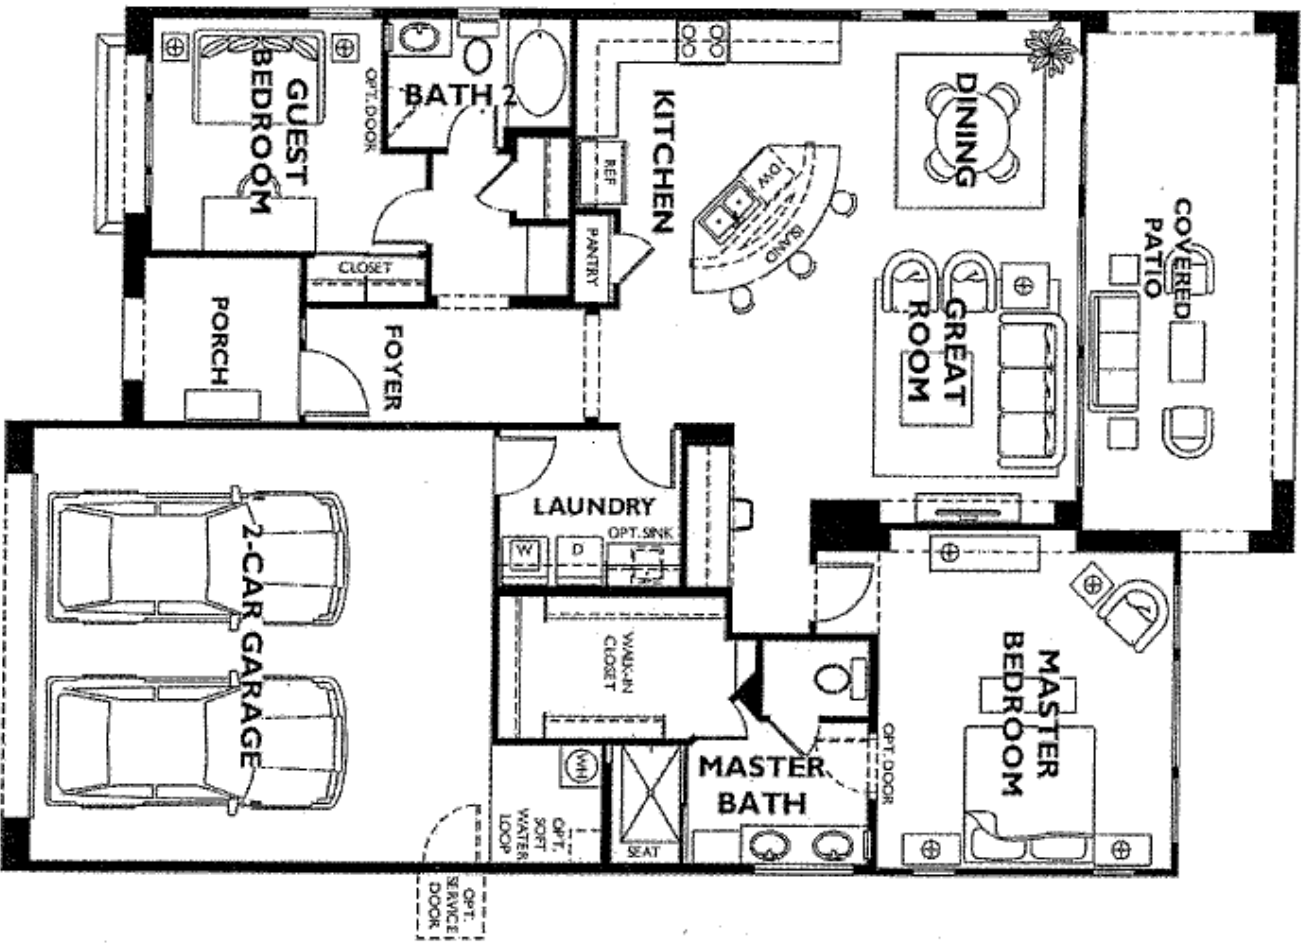 GUEST
BEDROOM
OPT. DOOR
BATH 2
KITCHEN
REF
PANTRY
DW
ISLAND
DINING
COVERED
PATIO
GREAT
ROOM
CLOSET
PORCH
FOYER
LAUNDRY
OPT. SINK
W
D
2-CAR GARAGE
WALK-IN
CLOSET
MASTER
BEDROOM
OPT. DOOR
MASTER
BATH
WH
OPT.
SOFT
WATER
LOOP
SEAT
OPT.
SERVICE
DOOR